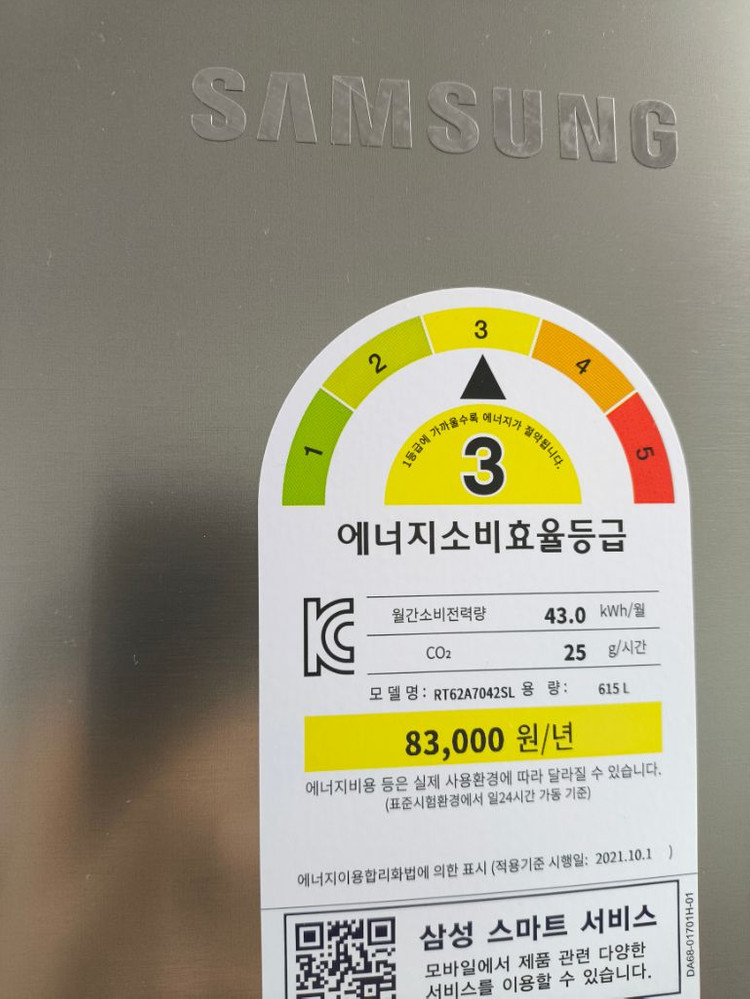 SAMSUNG
1 2 3 4 5
1등급에 가까울수록 에너지가 절약됩니다.
3
에너지소비효율등급
월간소비전력량 43.0 kWh/월
CO₂ 25 g/시간
모델명: RT62A7042SL 용 량: 615 L
83,000 원/년
에너지비용 등은 실제 사용환경에 따라 달라질 수 있습니다.
(표준시험환경에서 일24시간 가동 기준)
에너지이용합리화법에 의한 표시 (적용기준 시행일: 2021.10.1 )
삼성 스마트 서비스
모바일에서 제품 관련 다양한
서비스를 이용할 수 있습니다.
DA68-01701H-01